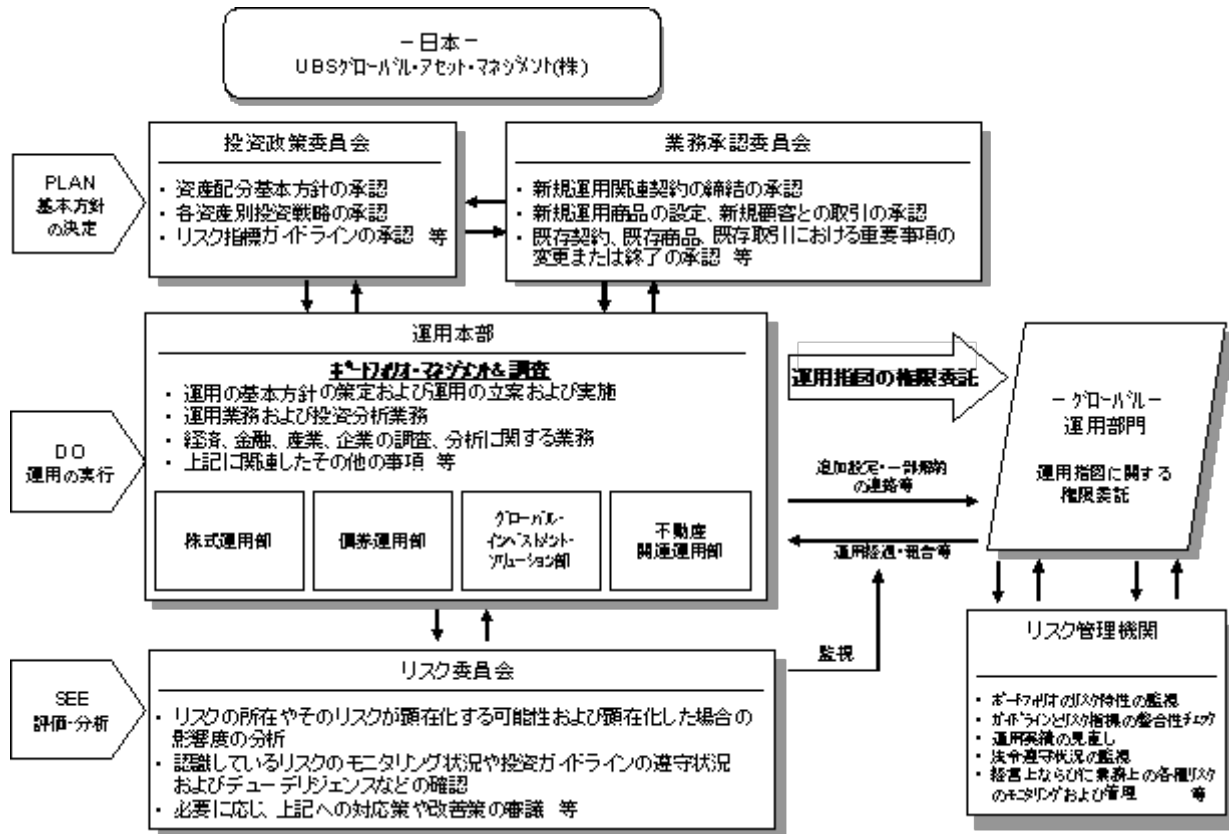 －日本－
UBSｸﾞﾛｰﾊﾞﾙ・ｱｾｯﾄ・ﾏﾈｼﾞﾒﾝﾄ(株)
PLAN
基本方針
の決定
投資政策委員会
・ 資産配分基本方針の承認
・ 各資産別投資戦略の承認
・ リスク指標ガイドラインの承認 等
業務承認委員会
・ 新規運用関連契約の締結の承認
・ 新規運用商品の設定、新規顧客との取引の承認
・ 既存契約、既存商品、既存取引における重要事項の
変更または終了の承認 等
DO
運用の実行
運用本部
ﾎﾟｰﾄﾌｫﾘｵ・ﾏﾈｼﾞﾒﾝﾄ& 調査
・ 運用の基本方針の策定および運用の立案および実施
・ 運用業務および投資分析業務
・ 経済、金融、産業、企業の調査、分析に関する業務
・ 上記に関連したその他の事項 等
株式運用部
債券運用部
ｸﾞﾛｰﾊﾞﾙ・
ｲﾝﾍﾞｽﾄﾒﾝﾄ・
ｿﾘｭｰｼｮﾝ部
不動産
関連運用部
運用指図の権限委託
追加設定・一部解約
の連絡等
運用経過・報告等
監視
－ｸﾞﾛｰﾊﾞﾙ－
運用部門
運用指図に関する
権限委託
SEE
評価・分析
リスク委員会
・ リスクの所在やそのリスクが顕在化する可能性および顕在化した場合の
影響度の分析
・ 認識しているリスクのモニタリング状況や投資ガイドラインの遵守状況
およびデューデリジェンスなどの確認
・ 必要に応じ、上記への対応策や改善策の審議 等
リスク管理機関
・ ﾎﾟｰﾄﾌｫﾘｵのﾘｽｸ特性の監視
・ ｶﾞｲﾄﾞﾗｲﾝとﾘｽｸ指標の整合性ﾁｪｯｸ
・ 運用実績の見直し
・ 法令遵守状況の監視
・ 経営上ならびに業務上の各種ﾘｽｸ
のﾓﾆﾀﾘﾝｸﾞおよび管理 等